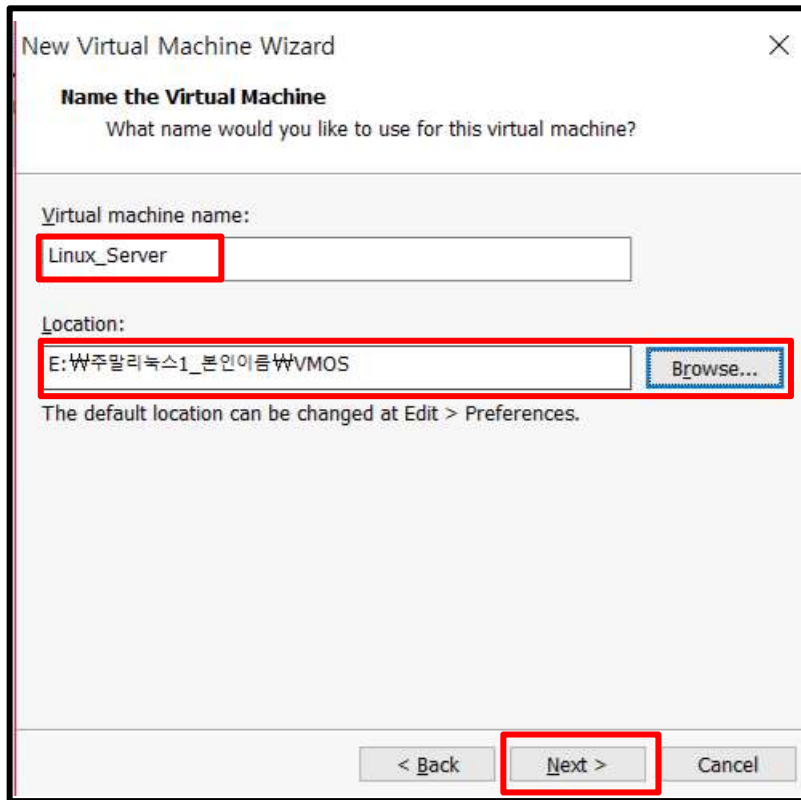 New Virtual Machine Wizard
Name the Virtual Machine
What name would you like to use for this virtual machine?
Virtual machine name:
Linux_Server
Location:
E:₩주말리눅스1_본인이름₩VMOS
Browse...
The default location can be changed at Edit > Preferences.
< Back
Next >
Cancel